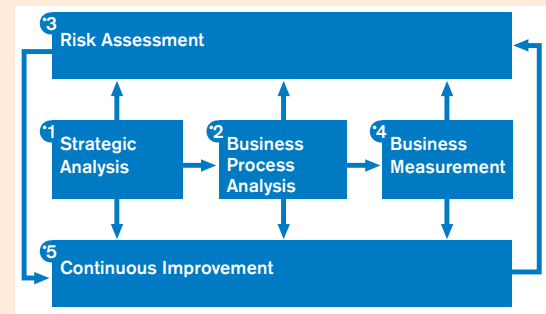 •3
Risk Assessment
•1
Strategic
Analysis
•2
Business
Process
Analysis
•4
Business
Measurement
•5
Continuous Improvement